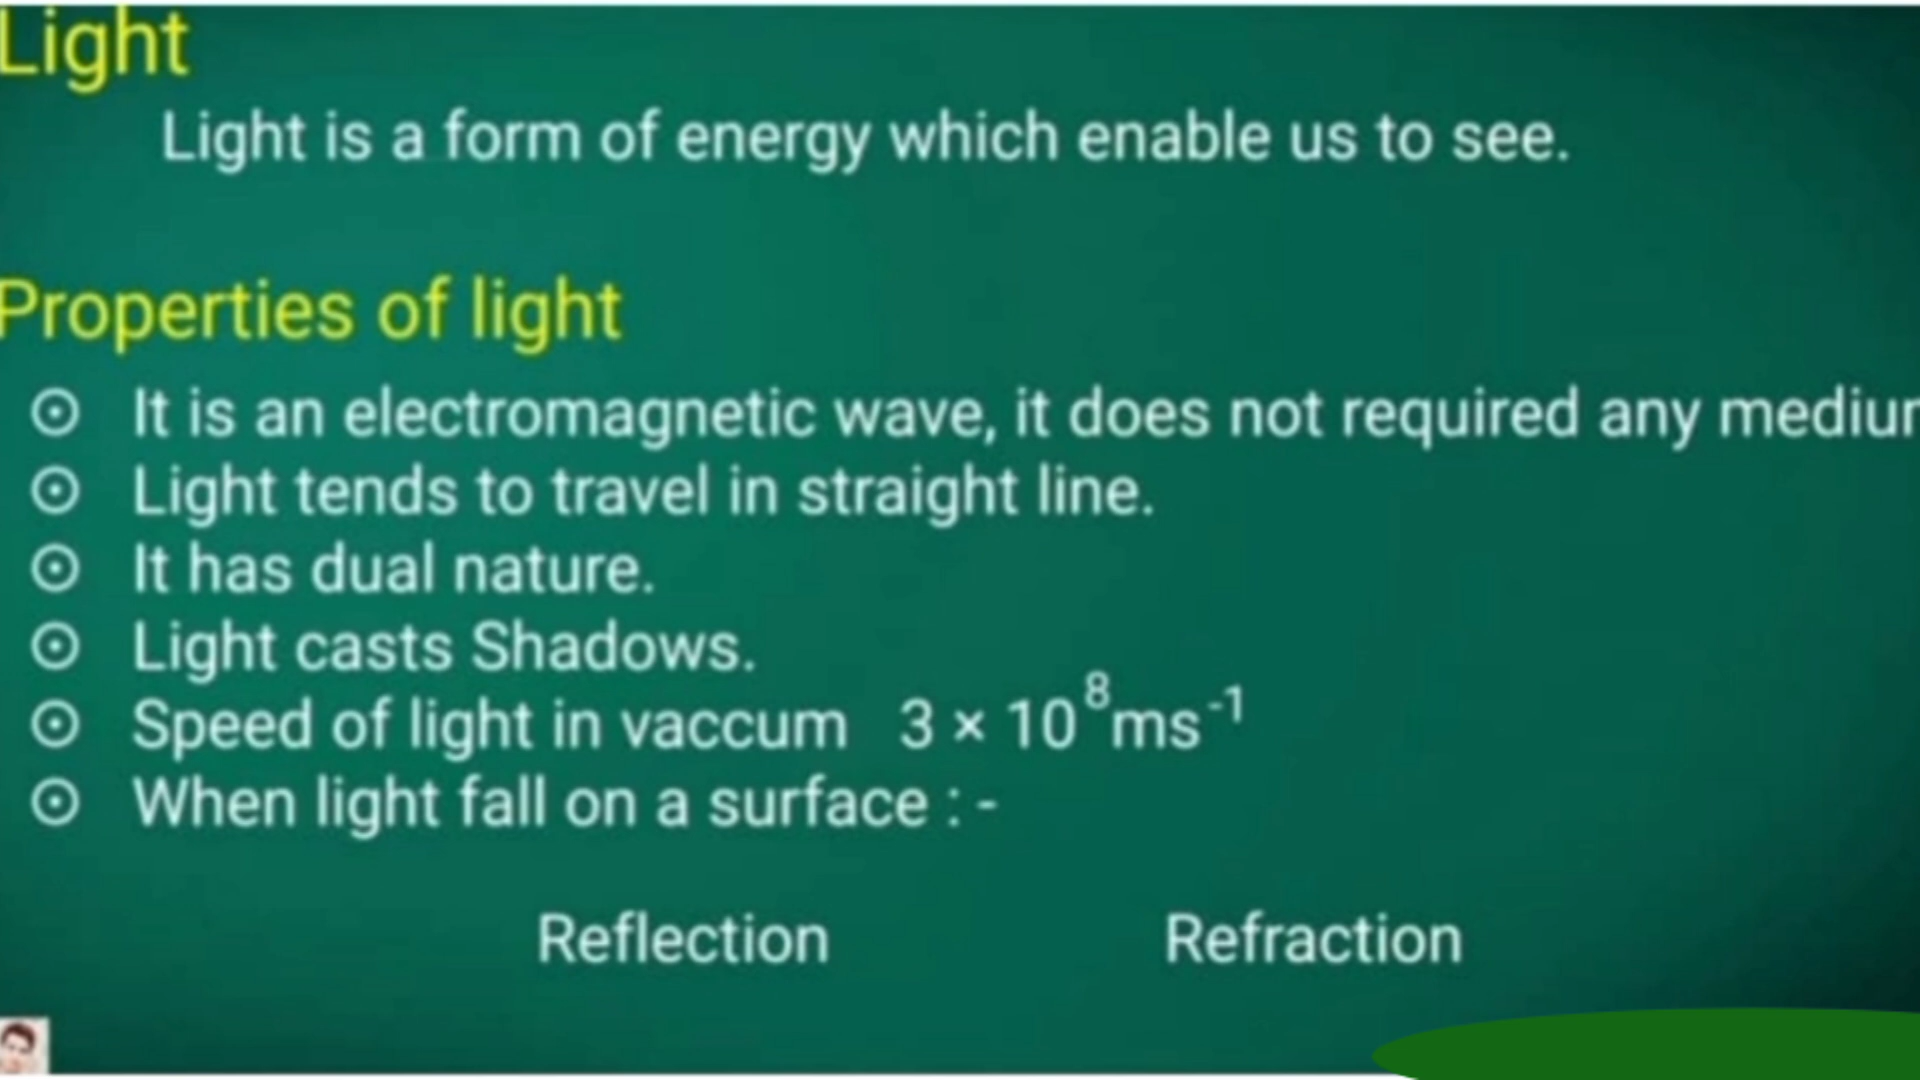 Light
Light is a form of energy which enable us to see.
Properties of light
⊙ It is an electromagnetic wave, it does not required any
⊙ Light tends to travel in straight line.
⊙ It has dual nature.
⊙ Light casts Shadows.
⊙ Speed of light in vaccum 3 × 10⁸ms⁻¹
⊙ When light fall on a surface : -
Reflection Refraction